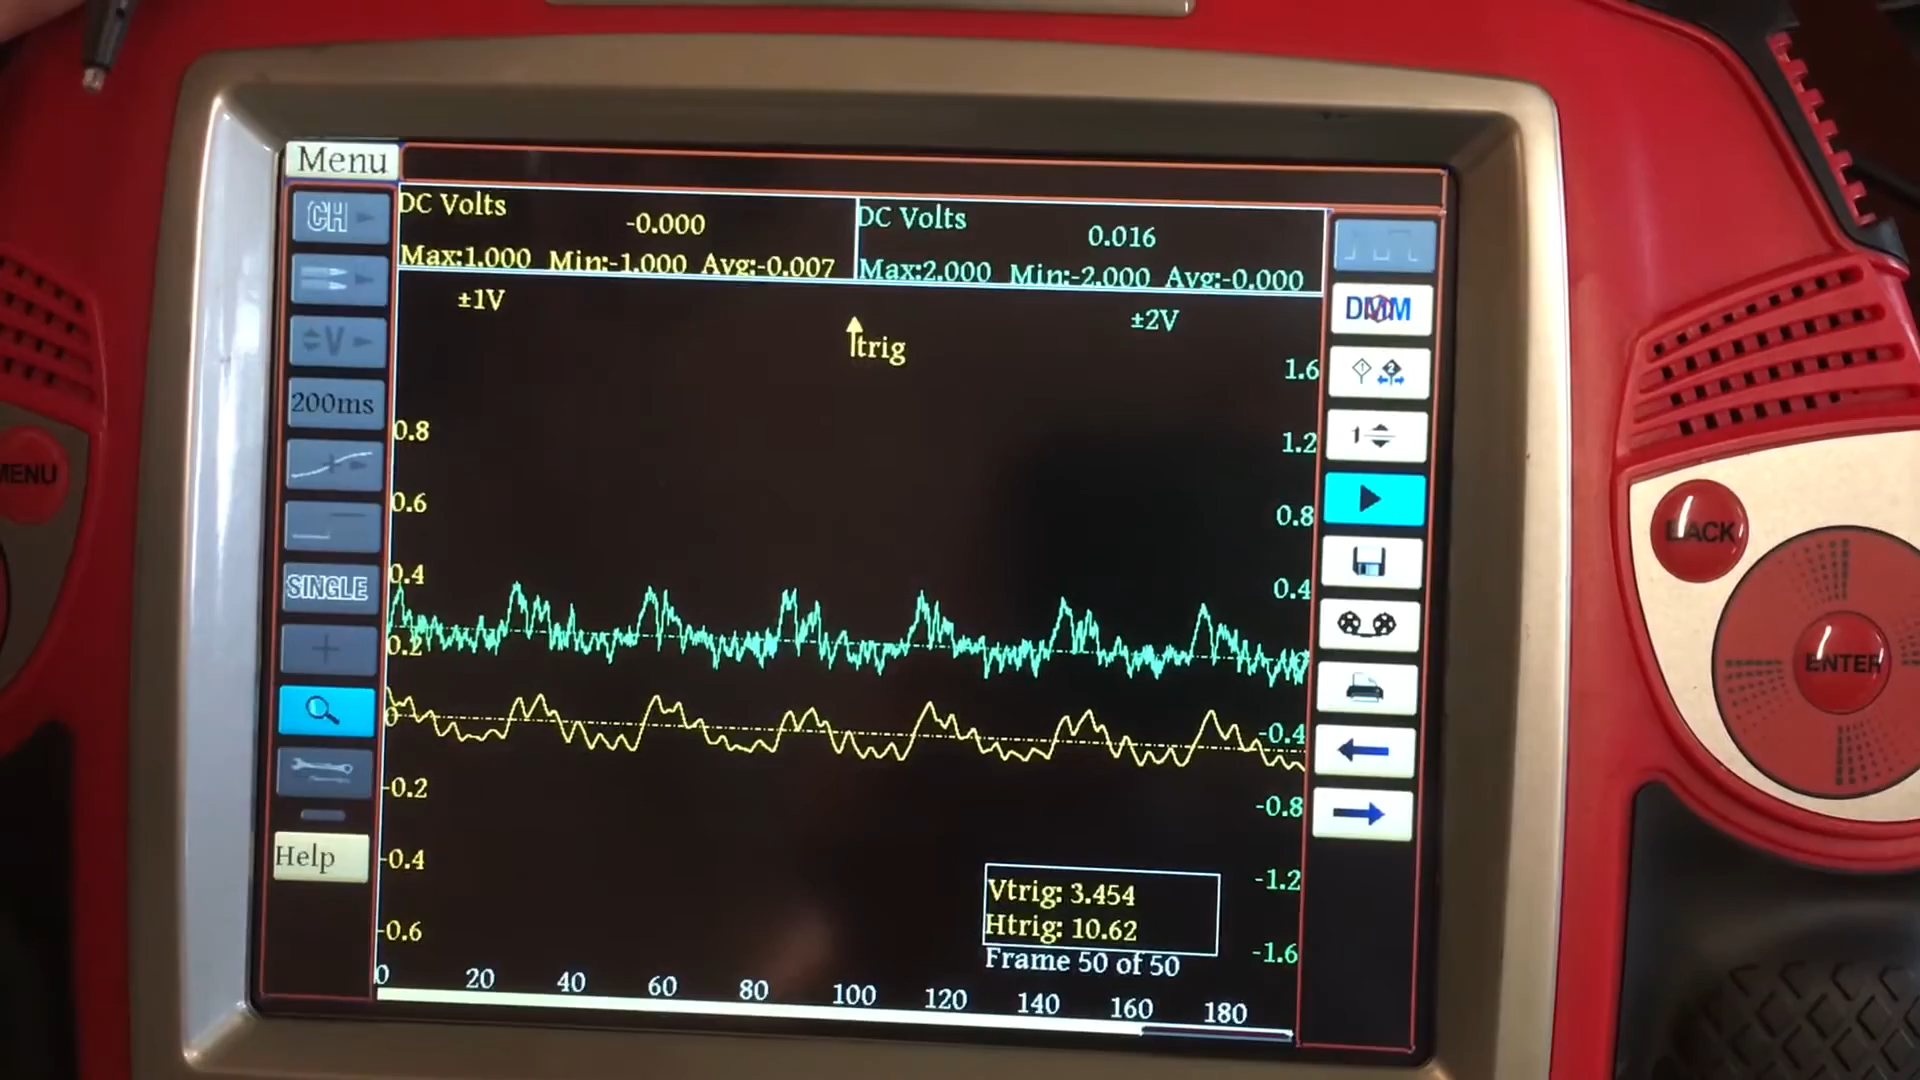 Menu
CH
DC Volts -0.000
Max:1.000 Min:-1.000 Avg:-0.007
DC Volts 0.016
Max:2.000 Min:-2.000 Avg:-0.000
±1V
±2V
trig
V
200ms
SINGLE
Help
DMM
1 2
1
0.8
0.6
0.4
0.2
0
-0.2
-0.4
-0.6
1.6
1.2
0.8
0.4
0
-0.4
-0.8
-1.2
-1.6
Vtrig: 3.454
Htrig: 10.62
Frame 50 of 50
0 20 40 60 80 100 120 140 160 180
MENU
BACK
ENTER